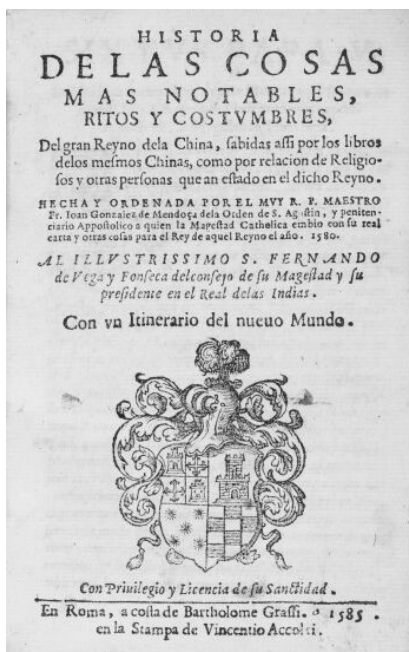 HISTORIA
DELAS COSAS
MAS NOTABLES,
RITOS Y COSTVMBRES,
Del gran Reyno dela China, sabidas assi por los libros
delos mesmos Chinas, como por relacion de Religio-
sos y otras personas que an estado en el dicho Reyno.
HECHA Y ORDENADA POR EL MVY R. P. MAESTRO
Fr. Ioan Gonzalez de Mendoça dela Orden de S. Agustin, y peniten-
ciario Appostolico a quien la Magestad Catholica embio con su real
carta y otras cosas para el Rey de aquel Reyno el año. 1580.
AL ILLVSTRISSIMO S. FERNANDO
de Vega y Fonseca del consejo de su Magestad y su
presidente en el Real delas Indias.
Con vn Itinerario del nueuo Mundo.
Con Priuilegio y Licencia de su Sanctidad.
En Roma, a costa de Bartholome Grassi. 1585.
en la Stampa de Vincentio Accolti.